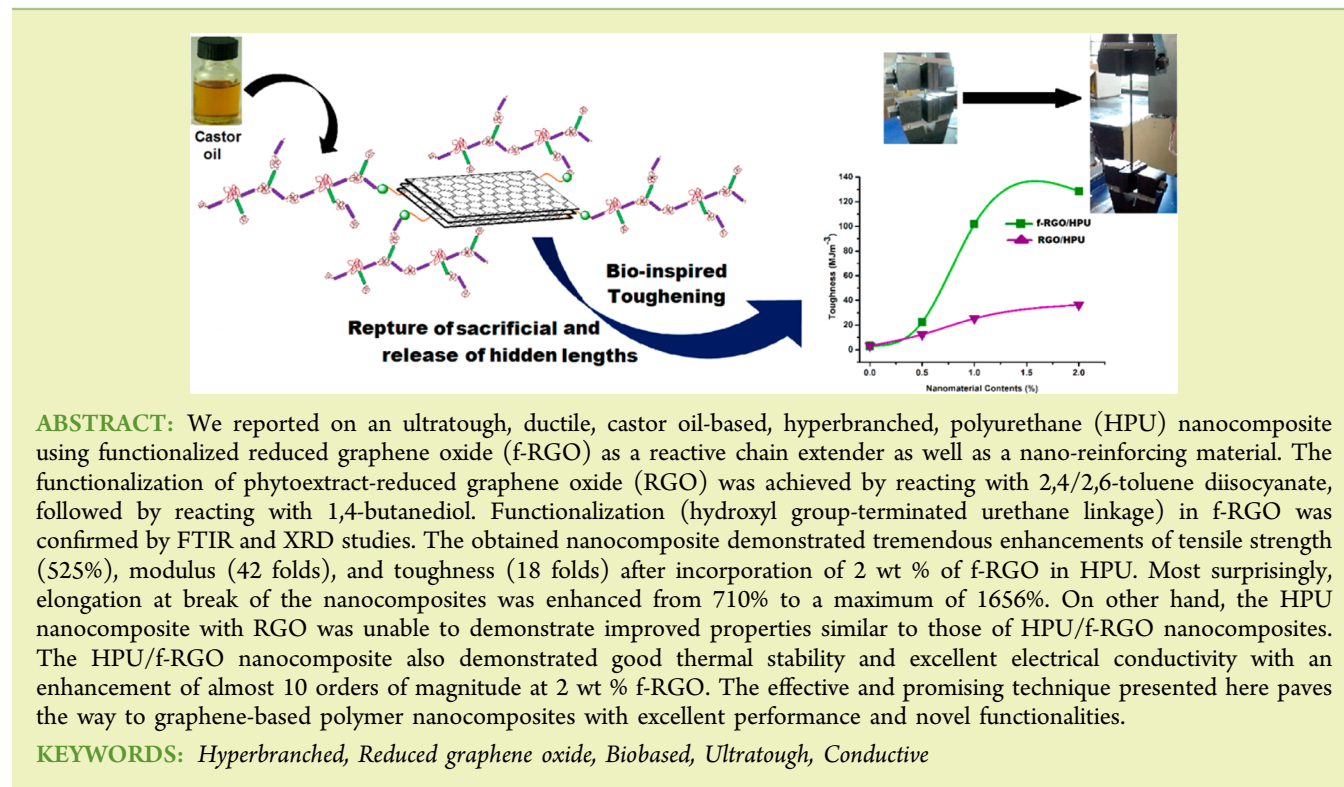 Castor
oil
Bio-inspired
Toughening
Repture of sacrificial and
release of hidden lengths
140
120
100
80
60
40
20
0
Toughness (MJm⁻³)
f-RGO/HPU
RGO/HPU
0.0 0.5 1.0 1.5 2.0
Nanomaterial Contents (%)
ABSTRACT: We reported on an ultratough, ductile, castor oil-based, hyperbranched, polyurethane (HPU) nanocomposite
using functionalized reduced graphene oxide (f-RGO) as a reactive chain extender as well as a nano-reinforcing material. The
functionalization of phytoextract-reduced graphene oxide (RGO) was achieved by reacting with 2,4/2,6-toluene diisocyanate,
followed by reacting with 1,4-butanediol. Functionalization (hydroxyl group-terminated urethane linkage) in f-RGO was
confirmed by FTIR and XRD studies. The obtained nanocomposite demonstrated tremendous enhancements of tensile strength
(525%), modulus (42 folds), and toughness (18 folds) after incorporation of 2 wt % of f-RGO in HPU. Most surprisingly,
elongation at break of the nanocomposites was enhanced from 710% to a maximum of 1656%. On other hand, the HPU
nanocomposite with RGO was unable to demonstrate improved properties similar to those of HPU/f-RGO nanocomposites.
The HPU/f-RGO nanocomposite also demonstrated good thermal stability and excellent electrical conductivity with an
enhancement of almost 10 orders of magnitude at 2 wt % f-RGO. The effective and promising technique presented here paves
the way to graphene-based polymer nanocomposites with excellent performance and novel functionalities.
KEYWORDS: Hyperbranched, Reduced graphene oxide, Biobased, Ultratough, Conductive